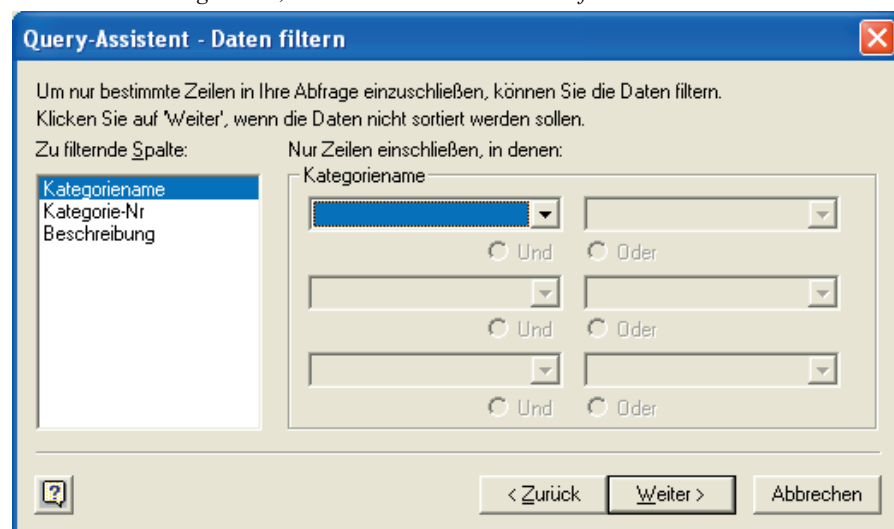 Query-Assistent - Daten filtern
Um nur bestimmte Zeilen in Ihre Abfrage einzuschließen, können Sie die Daten filtern.
Klicken Sie auf 'Weiter', wenn die Daten nicht sortiert werden sollen.
Zu filternde Spalte:
Nur Zeilen einschließen, in denen:
Kategoriename
Kategorie-Nr
Beschreibung
Kategoriename
Und Oder
Und Oder
Und Oder
< Zurück Weiter > Abbrechen